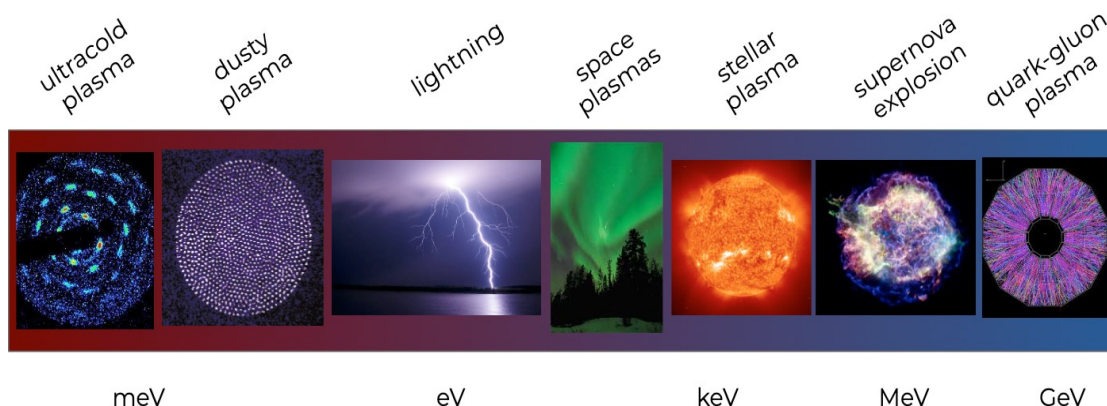 ultracold
plasma
dusty
plasma
lightning
space
plasmas
stellar
plasma
supernova
explosion
quark-gluon
plasma
meV
eV
keV
MeV
GeV